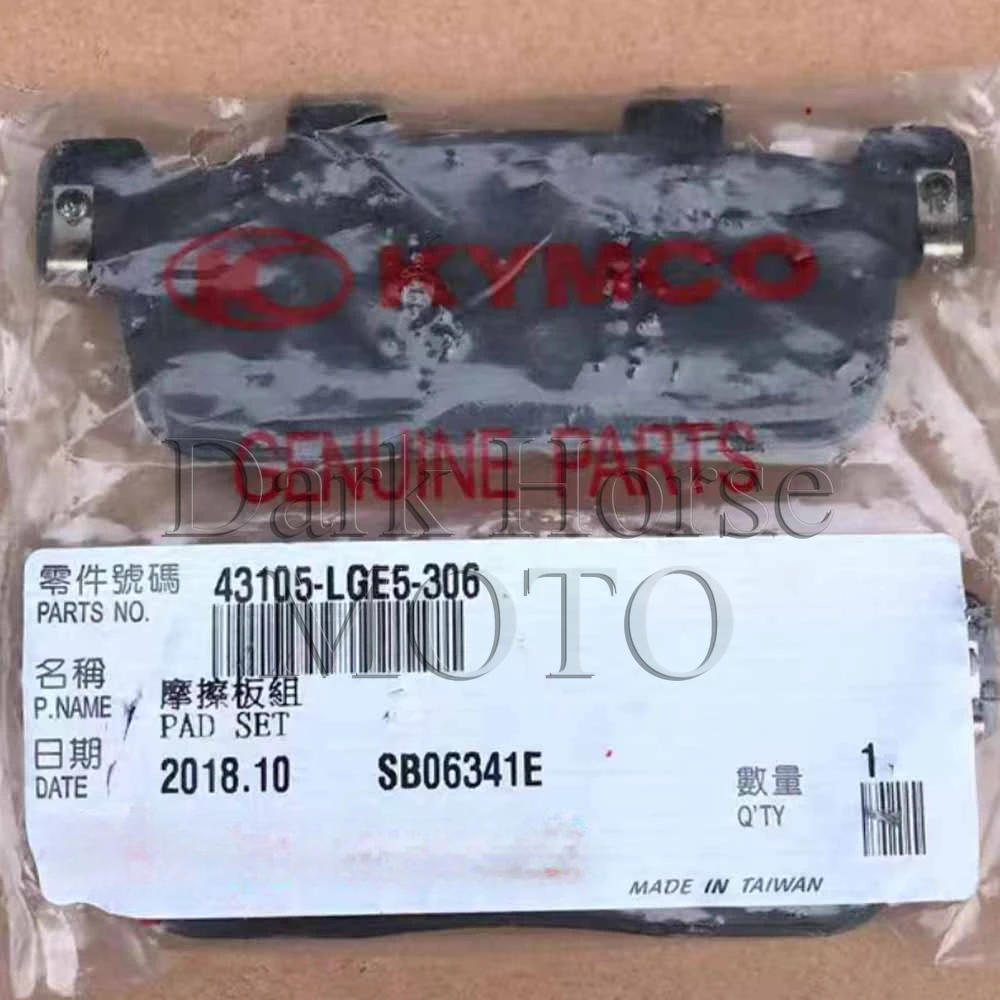 KYMCO
GENUINE PARTS
Dark Horse
MOTO
零件號碼 43105-LGE5-306
PARTS NO.
名稱 摩擦板組
P.NAME PAD SET
日期
DATE 2018.10 SB06341E
1
數量
Q'TY
MADE IN TAIWAN